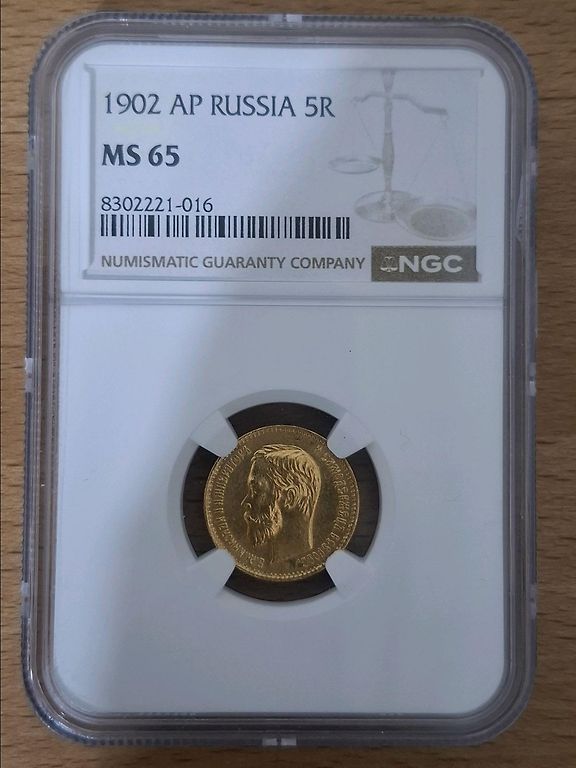 1902 AP RUSSIA 5R
MS 65
8302221-016
NUMISMATIC GUARANTY COMPANY NGC